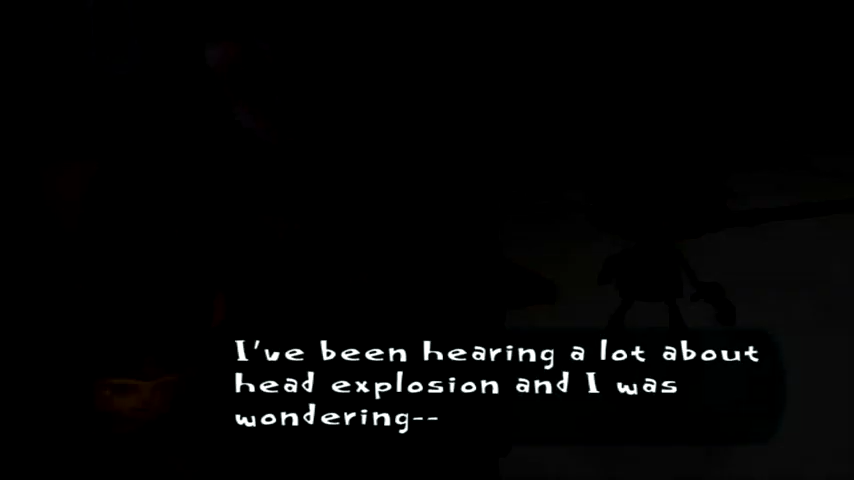 I've been hearing a lot about
head explosion and I was
wondering--